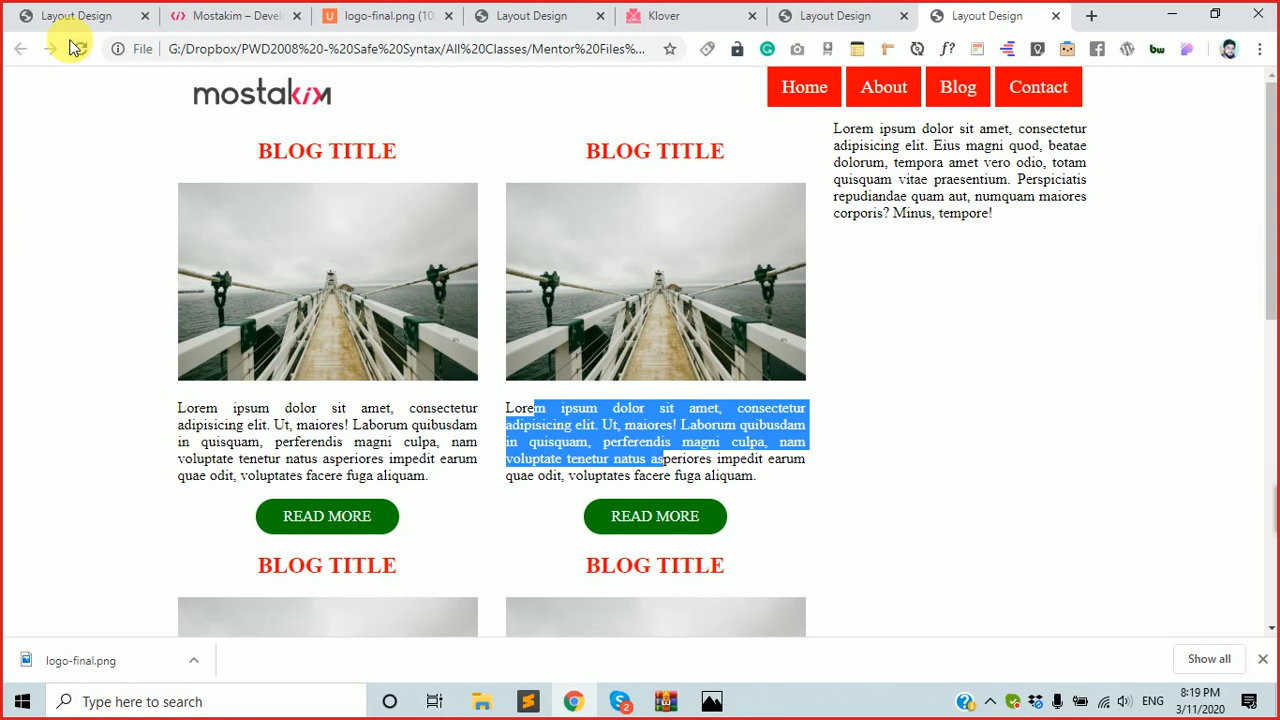 Layout Design
Mostakim – Devel
logo-final.png (10
Layout Design
Klover
Layout Design
Layout Design
File
G:/Dropbox/PWD2008%20-%20Safe%20Syntax/All%20Classes/Mentor%20Files%...
f?
bw
mostakim
Home
About
Blog
Contact
BLOG TITLE
BLOG TITLE
Lorem ipsum dolor sit amet, consectetur
adipisicing elit. Eius magni quod, beatae
dolorum, tempora amet vero odio, totam
quisquam vitae praesentium. Perspiciatis
repudiandae quam aut, numquam maiores
corporis? Minus, tempore!
Lorem ipsum dolor sit amet, consectetur
adipisicing elit. Ut, maiores! Laborum quibusdam
in quisquam, perferendis magni culpa, nam
voluptate tenetur natus asperiores impedit earum
quae odit, voluptates facere fuga aliquam.
READ MORE
Lorem ipsum dolor sit amet, consectetur
adipisicing elit. Ut, maiores! Laborum quibusdam
in quisquam, perferendis magni culpa, nam
voluptate tenetur natus asperiores impedit earum
quae odit, voluptates facere fuga aliquam.
READ MORE
BLOG TITLE
BLOG TITLE
logo-final.png
Show all
Type here to search
2
ENG
8:19 PM
3/11/2020